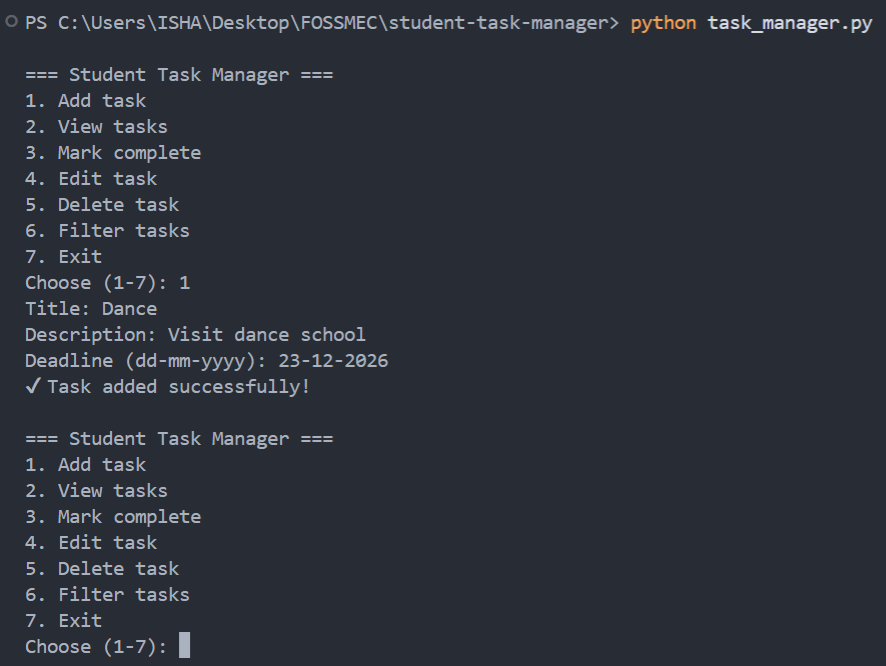 PS C:\Users\ISHA\Desktop\FOSSMEC\student-task-manager> python task_manager.py
=== Student Task Manager ===
1. Add task
2. View tasks
3. Mark complete
4. Edit task
5. Delete task
6. Filter tasks
7. Exit
Choose (1-7): 1
Title: Dance
Description: Visit dance school
Deadline (dd-mm-yyyy): 23-12-2026
✓ Task added successfully!
=== Student Task Manager ===
1. Add task
2. View tasks
3. Mark complete
4. Edit task
5. Delete task
6. Filter tasks
7. Exit
Choose (1-7):